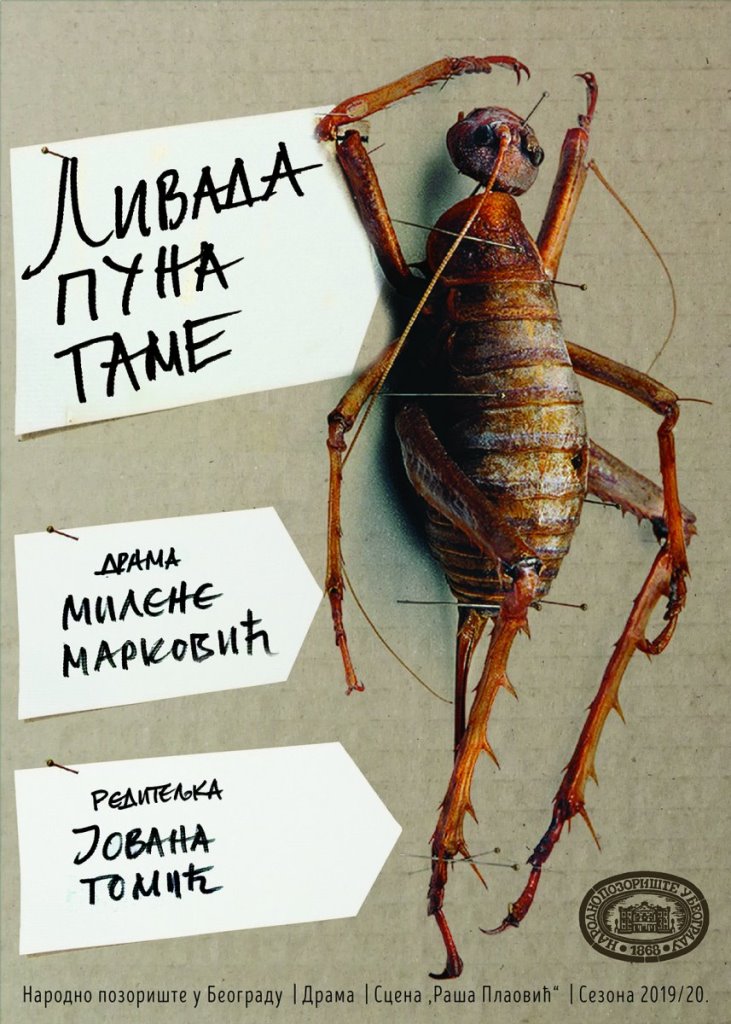 Ливада
пуна
таме
драма
Милене
Марковић
редитељка
Јована
Томић
НАРОДНО ПОЗОРИШТЕ У БЕОГРАДУ
1868
Народно позориште у Београду | Драма | Сцена „Раша Плаовић“ | Сезона 2019/20.